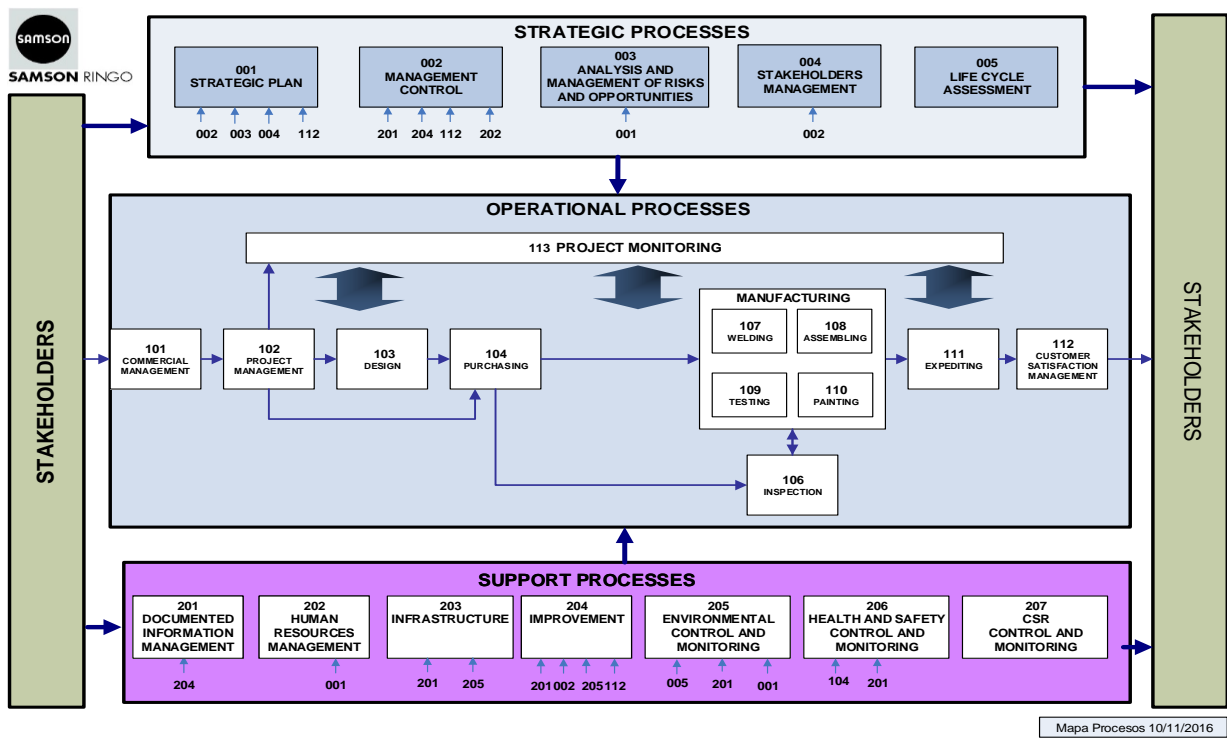 samson
SAMSON RINGO
STRATEGIC PROCESSES
001
STRATEGIC PLAN
002
MANAGEMENT
CONTROL
003
ANALYSIS AND
MANAGEMENT OF RISKS
AND OPPORTUNITIES
004
STAKEHOLDERS
MANAGEMENT
005
LIFE CYCLE
ASSESSMENT
002 003 004 112
201 204 112 202
001
002
STAKEHOLDERS
STAKEHOLDERS
OPERATIONAL PROCESSES
113 PROJECT MONITORING
101
COMMERCIAL
MANAGEMENT
102
PROJECT
MANAGEMENT
103
DESIGN
104
PURCHASING
MANUFACTURING
107
WELDING
108
ASSEMBLING
109
TESTING
110
PAINTING
111
EXPEDITING
112
CUSTOMER
SATISFACTION
MANAGEMENT
106
INSPECTION
SUPPORT PROCESSES
201
DOCUMENTED
INFORMATION
MANAGEMENT
202
HUMAN
RESOURCES
MANAGEMENT
203
INFRASTRUCTURE
204
IMPROVEMENT
205
ENVIRONMENTAL
CONTROL AND
MONITORING
206
HEALTH AND SAFETY
CONTROL AND
MONITORING
207
CSR
CONTROL AND
MONITORING
204
001
201 205
201 002 205 112
005 201 001
104 201
Mapa Procesos 10/11/2016